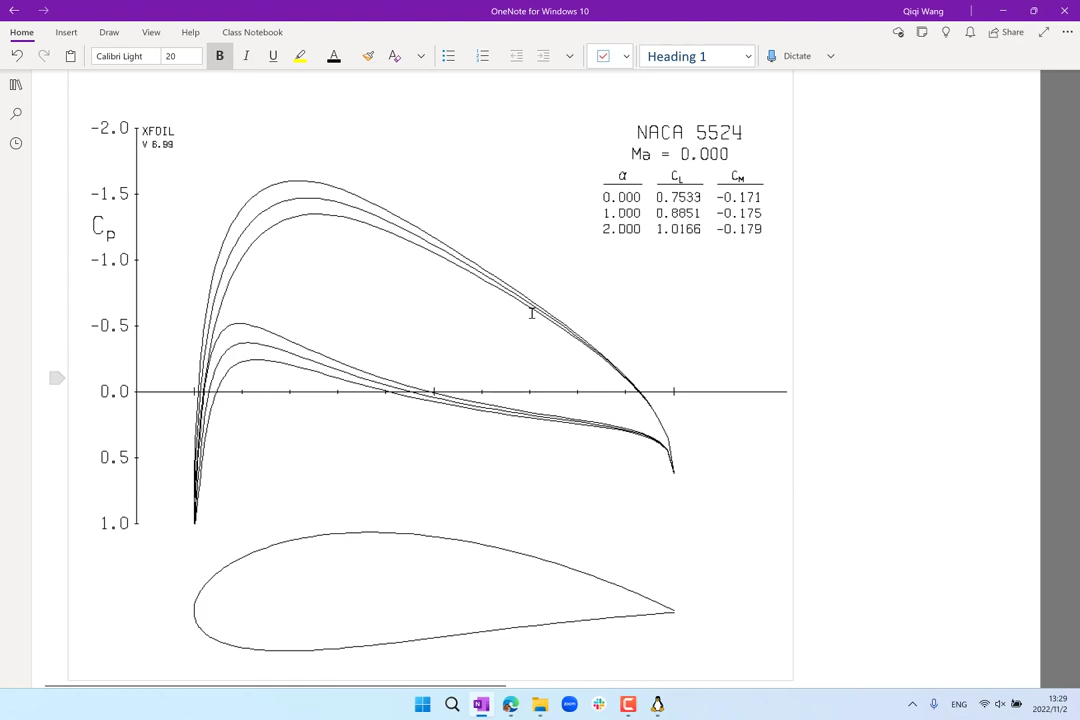 OneNote for Windows 10
Qiqi Wang
Home Insert Draw View Help Class Notebook
Share
Calibri Light 20 B I U A A Heading 1 Dictate
-2.0
-1.5
Cp
-1.0
-0.5
0.0
0.5
1.0
XFOIL
V 6.99
NACA 5524
Ma = 0.000
α CL CM
0.000 0.7533 -0.171
1.000 0.8851 -0.175
2.000 1.0166 -0.179
ENG
13:29
2022/11/2